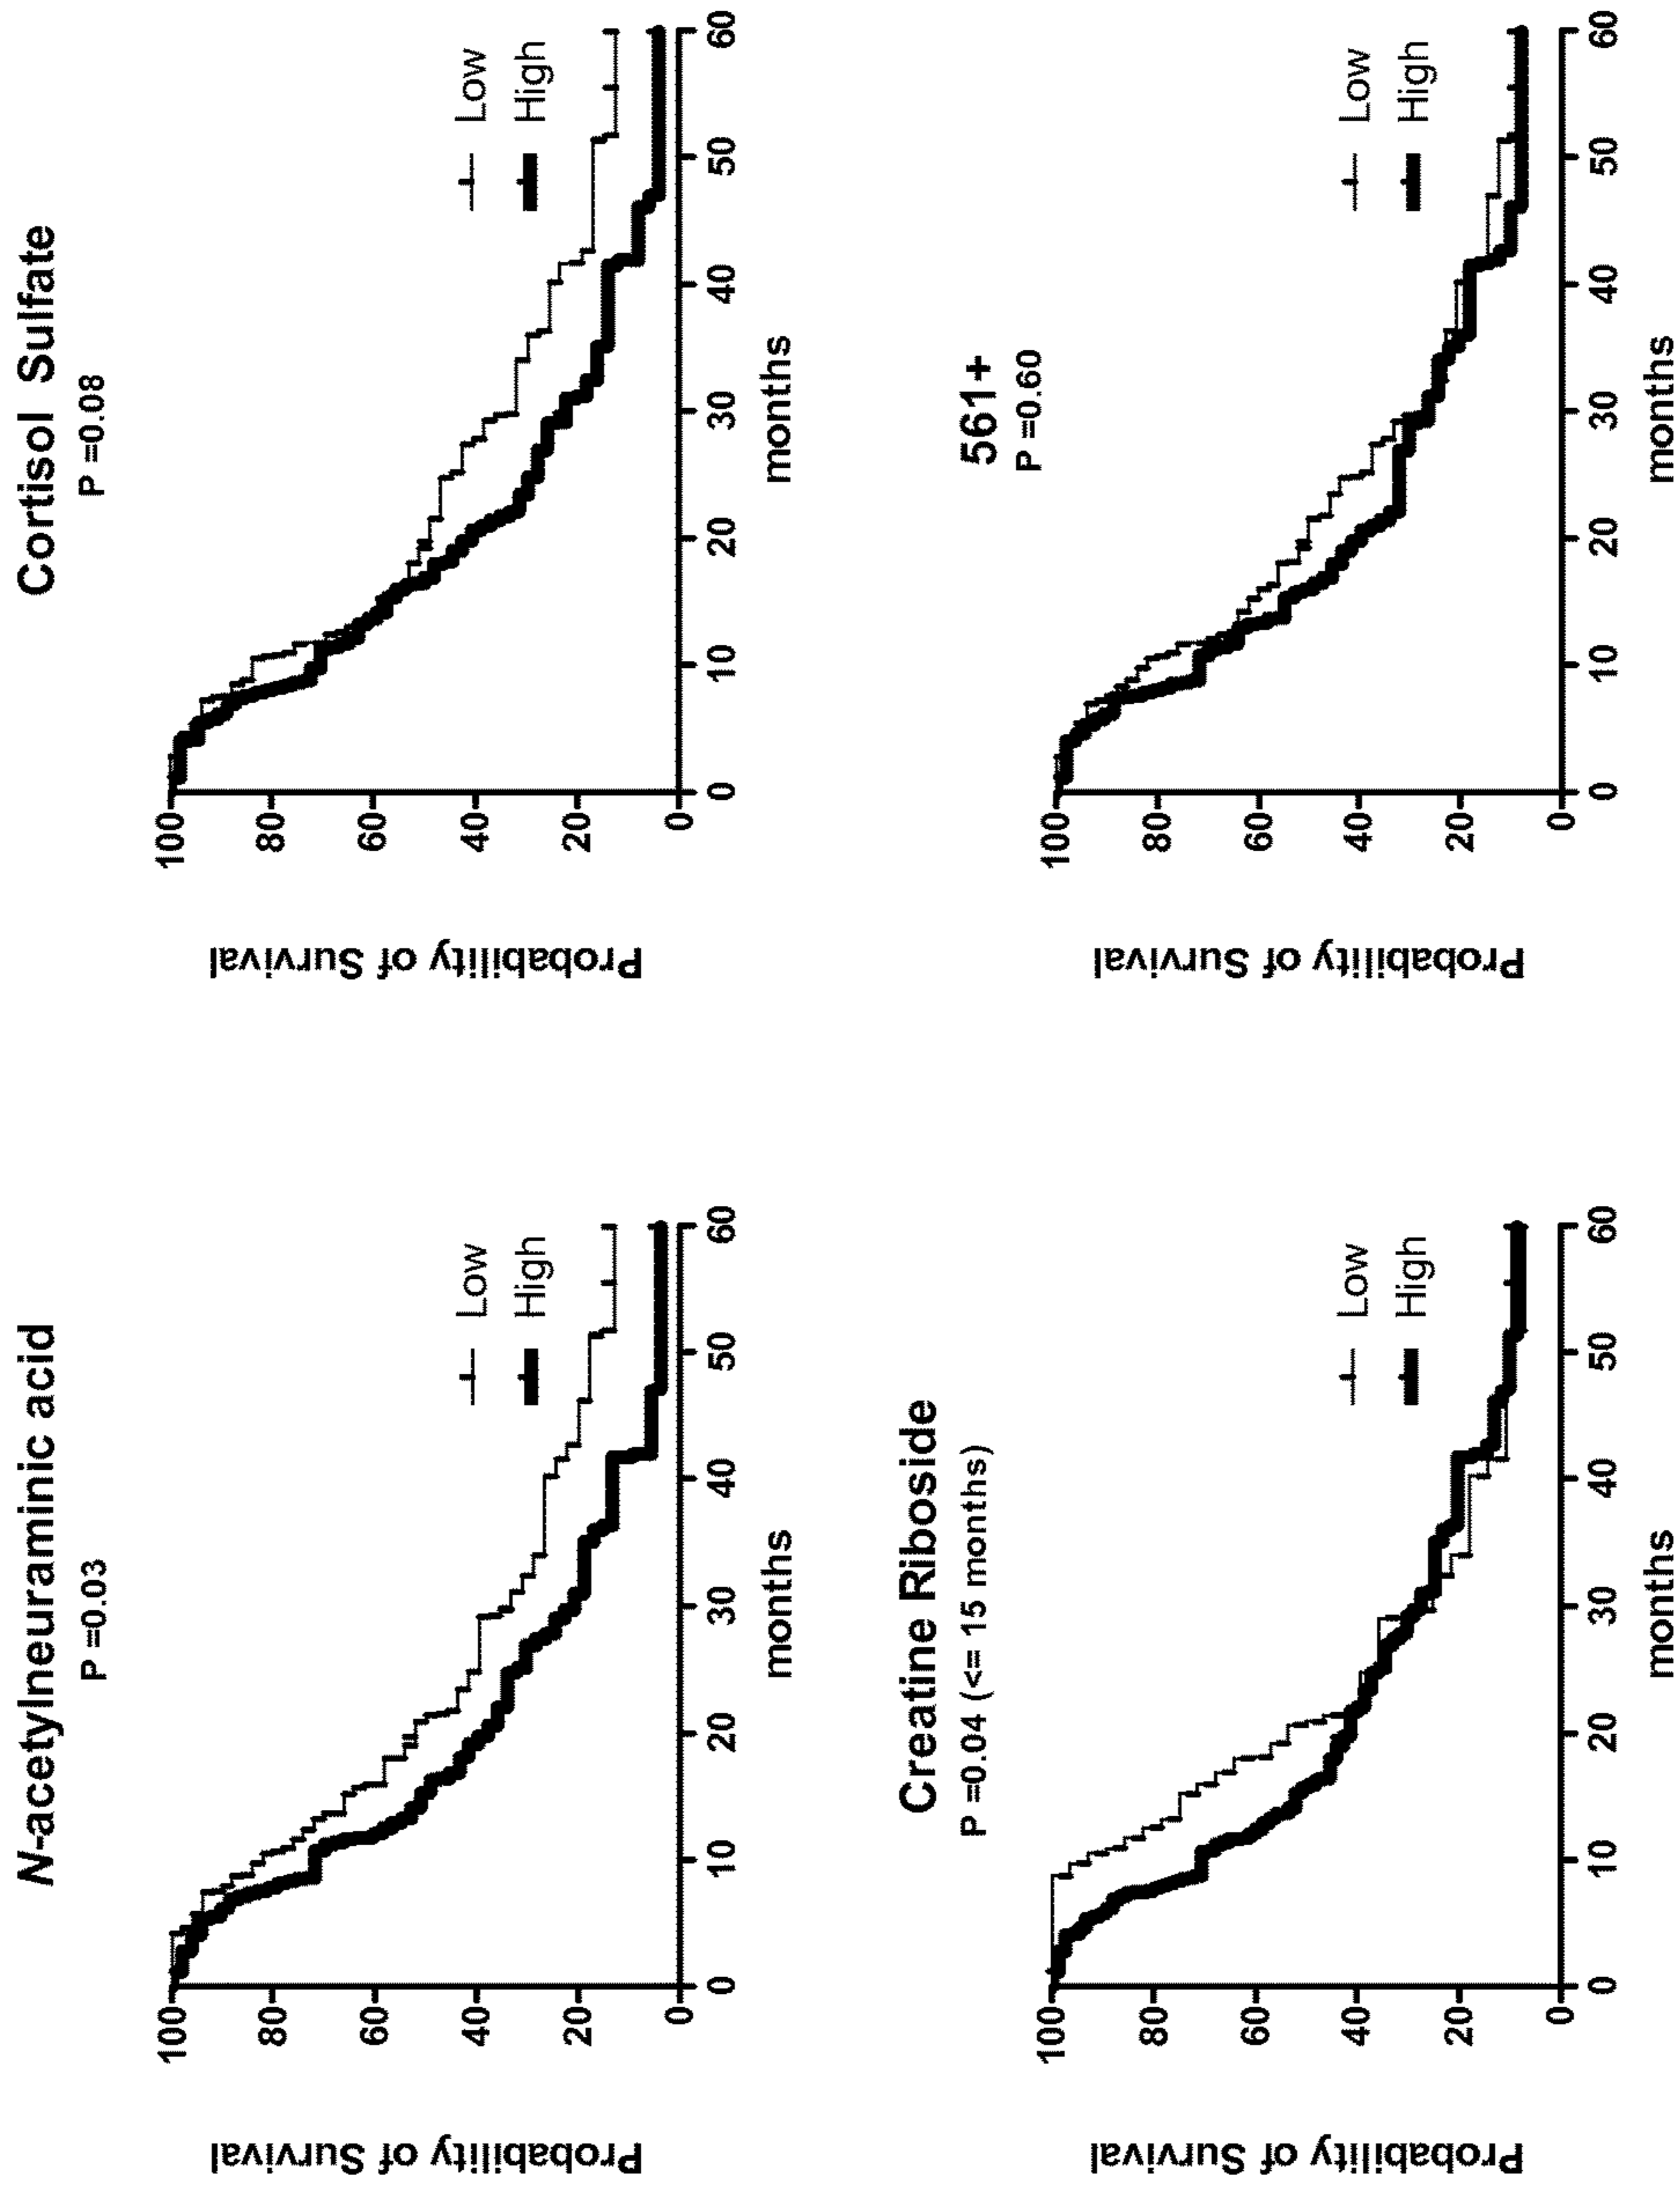 N-acetylneuraminic acid
P =0.03
Probability of Survival
100
80
60
40
20
0
0 10 20 30 40 50 60
months
Low
High
Cortisol Sulfate
P =0.08
Probability of Survival
100
80
60
40
20
0
0 10 20 30 40 50 60
months
Low
High
Creatine Riboside
P =0.04 (<= 15 months)
Probability of Survival
100
80
60
40
20
0
0 10 20 30 40 50 60
months
Low
High
561+
P =0.60
Probability of Survival
100
80
60
40
20
0
0 10 20 30 40 50 60
months
Low
High